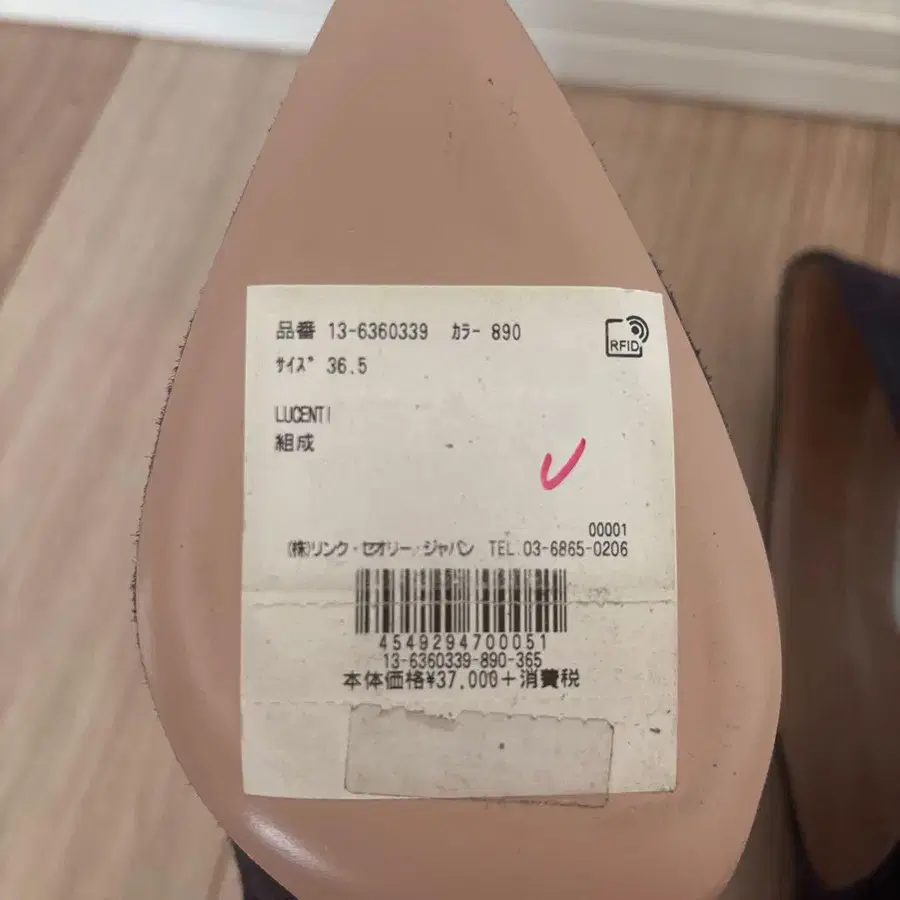 品番 13-6360339 カラー 890
RFID
サイズ 36.5
LUCENTI
組成
00001
(株)リンク・セオリー・ジャパン TEL.03-6865-0206
4549294700051
13-6360339-890-365
本体価格¥37,000+消費税